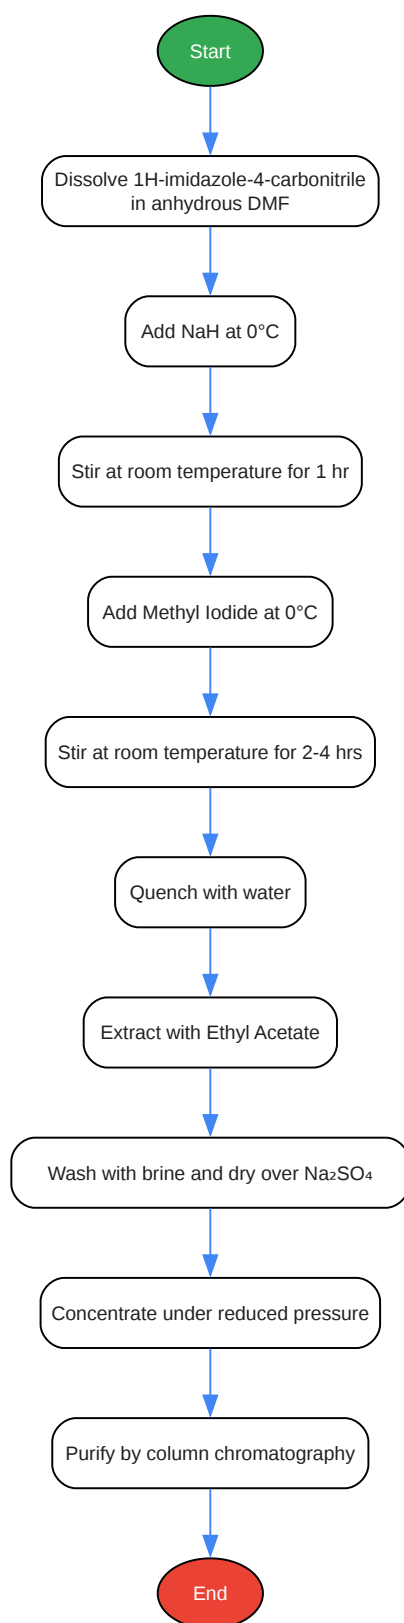 Start
Dissolve 1H-imidazole-4-carbonitrile
in anhydrous DMF
Add NaH at 0°C
Stir at room temperature for 1 hr
Add Methyl Iodide at 0°C
Stir at room temperature for 2-4 hrs
Quench with water
Extract with Ethyl Acetate
Wash with brine and dry over Na₂SO₄
Concentrate under reduced pressure
Purify by column chromatography
End